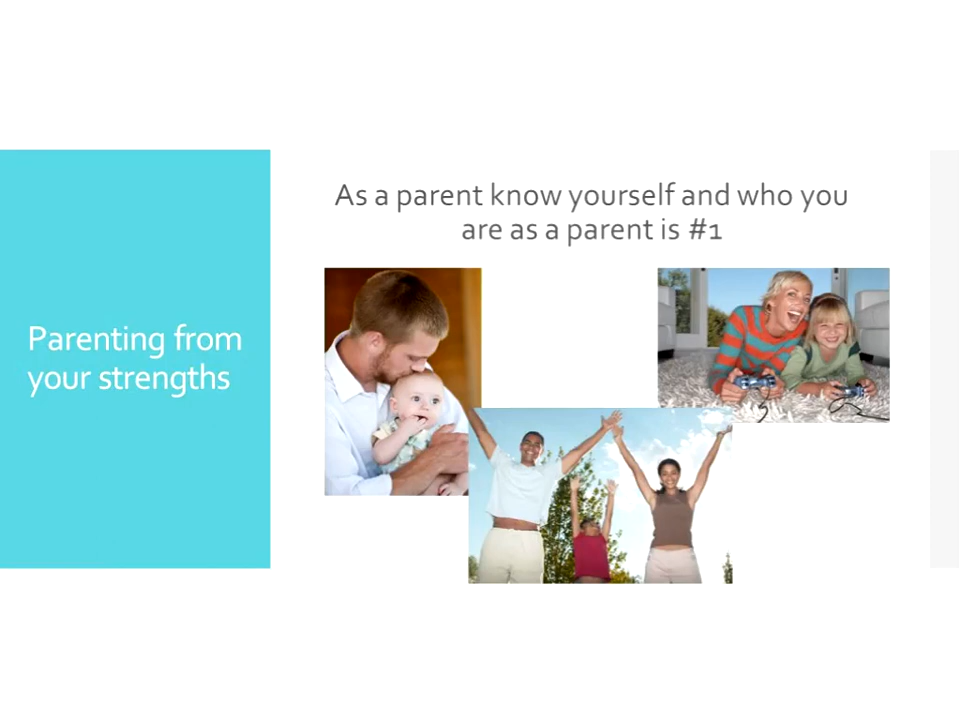 As a parent know yourself and who you
are as a parent is #1
Parenting from
your strengths